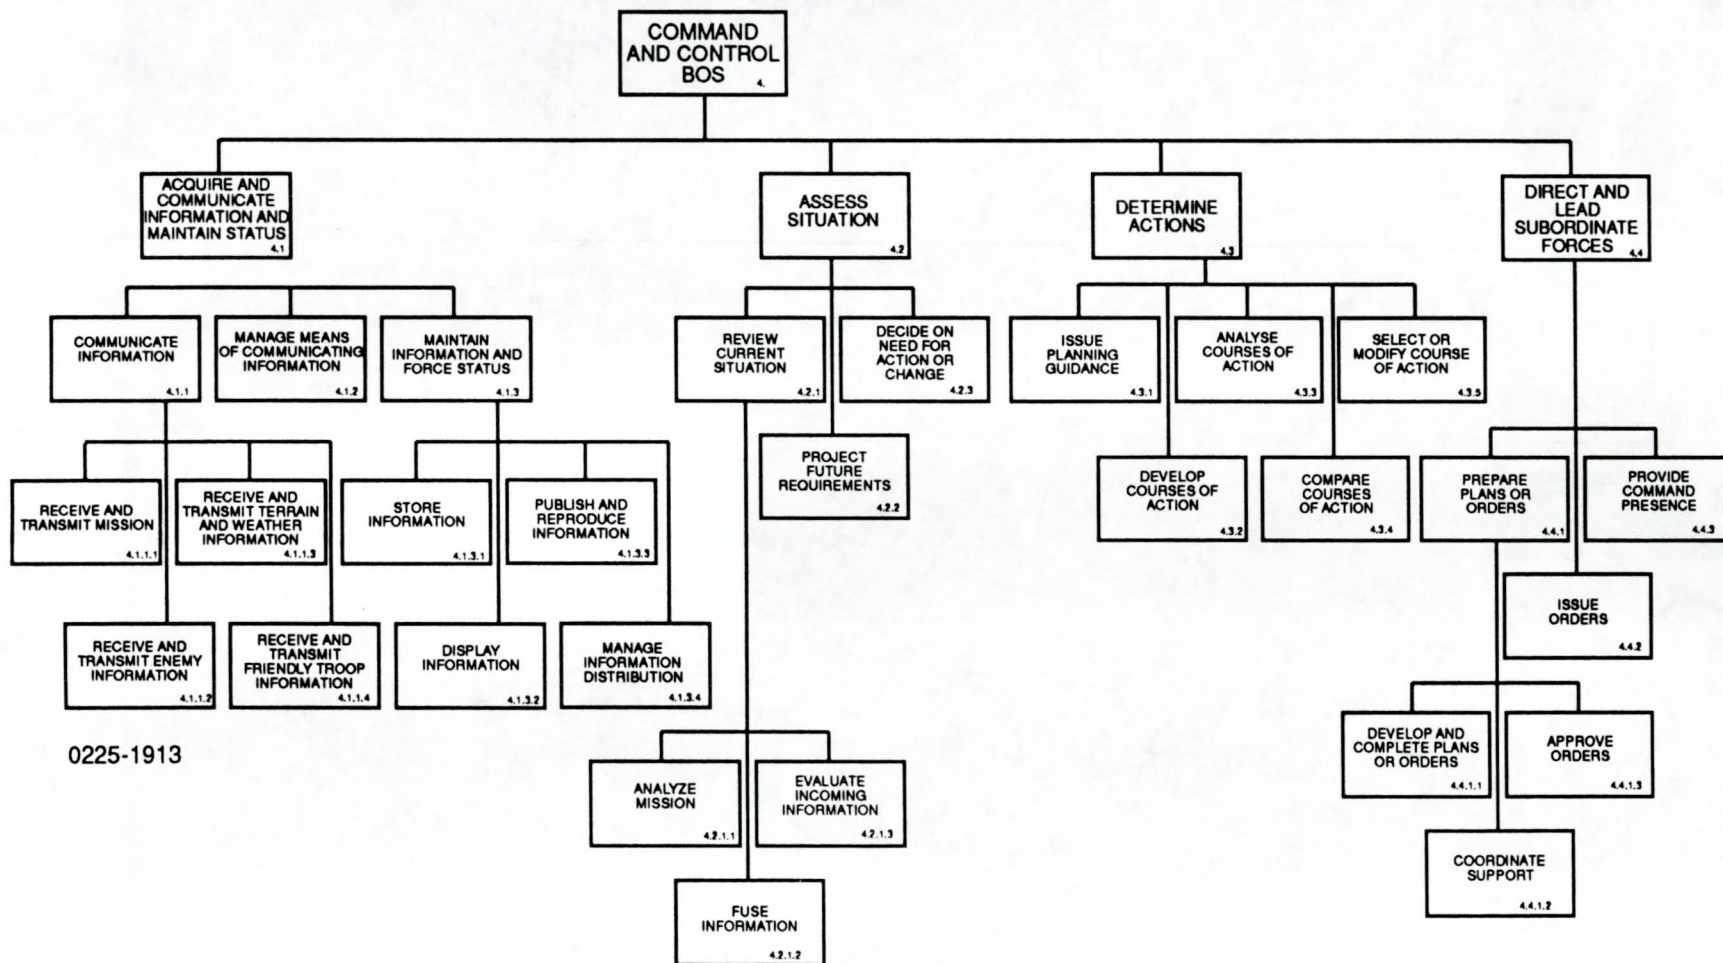 COMMAND
AND CONTROL
BOS
4.
ACQUIRE AND
COMMUNICATE
INFORMATION AND
MAINTAIN STATUS
4.1
ASSESS
SITUATION
4.2
DETERMINE
ACTIONS
4.3
DIRECT AND
LEAD
SUBORDINATE
FORCES
4.4
COMMUNICATE
INFORMATION
4.1.1
MANAGE MEANS
OF COMMUNICATING
INFORMATION
4.1.2
MAINTAIN
INFORMATION AND
FORCE STATUS
4.1.3
REVIEW
CURRENT
SITUATION
4.2.1
DECIDE ON
NEED FOR
ACTION OR
CHANGE
4.2.3
ISSUE
PLANNING
GUIDANCE
4.3.1
ANALYSE
COURSES OF
ACTION
4.3.3
SELECT OR
MODIFY COURSE
OF ACTION
4.3.5
PROJECT
FUTURE
REQUIREMENTS
4.2.2
DEVELOP
COURSES OF
ACTION
4.3.2
COMPARE
COURSES
OF ACTION
4.3.4
PREPARE
PLANS OR
ORDERS
4.4.1
PROVIDE
COMMAND
PRESENCE
4.4.3
RECEIVE AND
TRANSMIT MISSION
4.1.1.1
RECEIVE AND
TRANSMIT TERRAIN
AND WEATHER
INFORMATION
4.1.1.3
STORE
INFORMATION
4.1.3.1
PUBLISH AND
REPRODUCE
INFORMATION
4.1.3.3
ISSUE
ORDERS
4.4.2
RECEIVE AND
TRANSMIT ENEMY
INFORMATION
4.1.1.2
RECEIVE AND
TRANSMIT
FRIENDLY TROOP
INFORMATION
4.1.1.4
DISPLAY
INFORMATION
4.1.3.2
MANAGE
INFORMATION
DISTRIBUTION
4.1.3.4
DEVELOP AND
COMPLETE PLANS
OR ORDERS
4.4.1.1
APPROVE
ORDERS
4.4.1.3
0225-1913
ANALYZE
MISSION
4.2.1.1
EVALUATE
INCOMING
INFORMATION
4.2.1.3
COORDINATE
SUPPORT
4.4.1.2
FUSE
INFORMATION
4.2.1.2